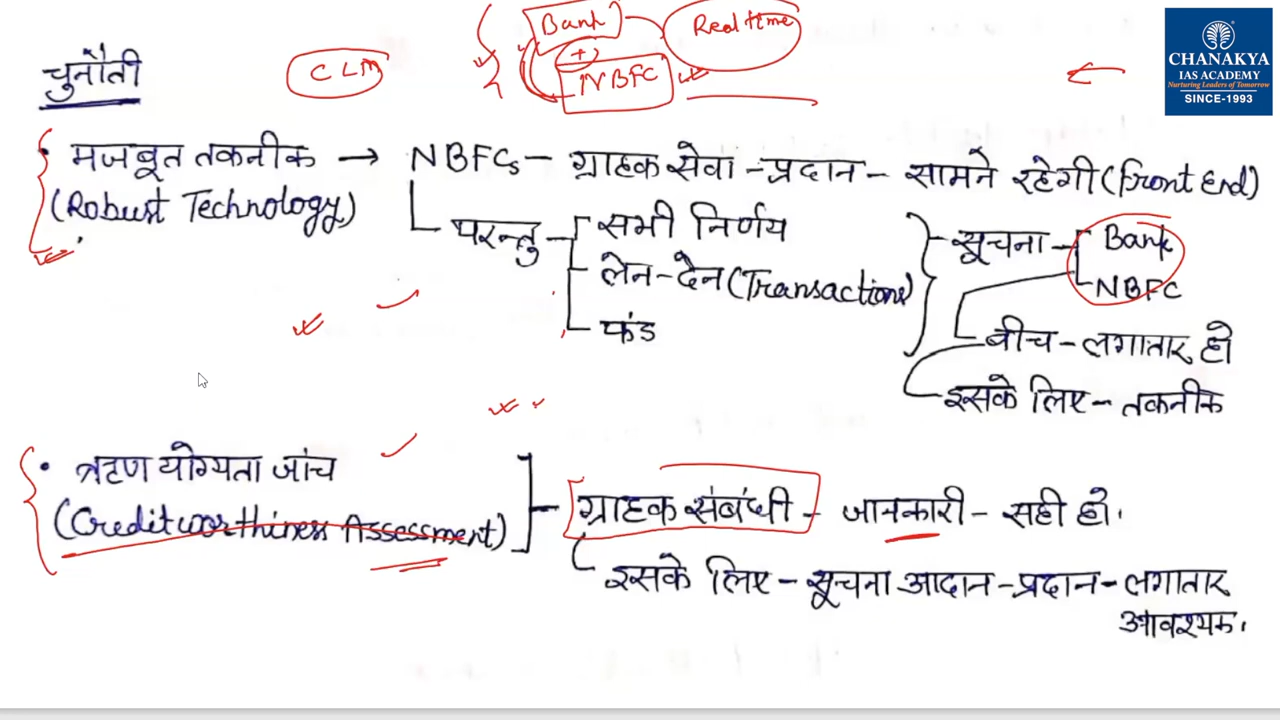 Bank
Real time
(+)
NBFC
CLM
CHANAKYA
IAS ACADEMY
Nurturing Leaders of Tomorrow
SINCE-1993
चुनौती
• मजबूत तकनीक → NBFCs - ग्राहक सेवा - प्रदान - सामने रहेगी (Front End)
(Robust Technology)
परन्तु - सभी निर्णय
लेन-देन (Transactions)
फंड
सूचना - Bank
NBFC
बीच - लगातार हो
इसके लिए - तकनीक
• ऋण योग्यता जांच
(Creditworthiness Assessment) - ग्राहक संबंधी - जानकारी - सही हो.
इसके लिए - सूचना आदान-प्रदान - लगातार
आवश्यक.